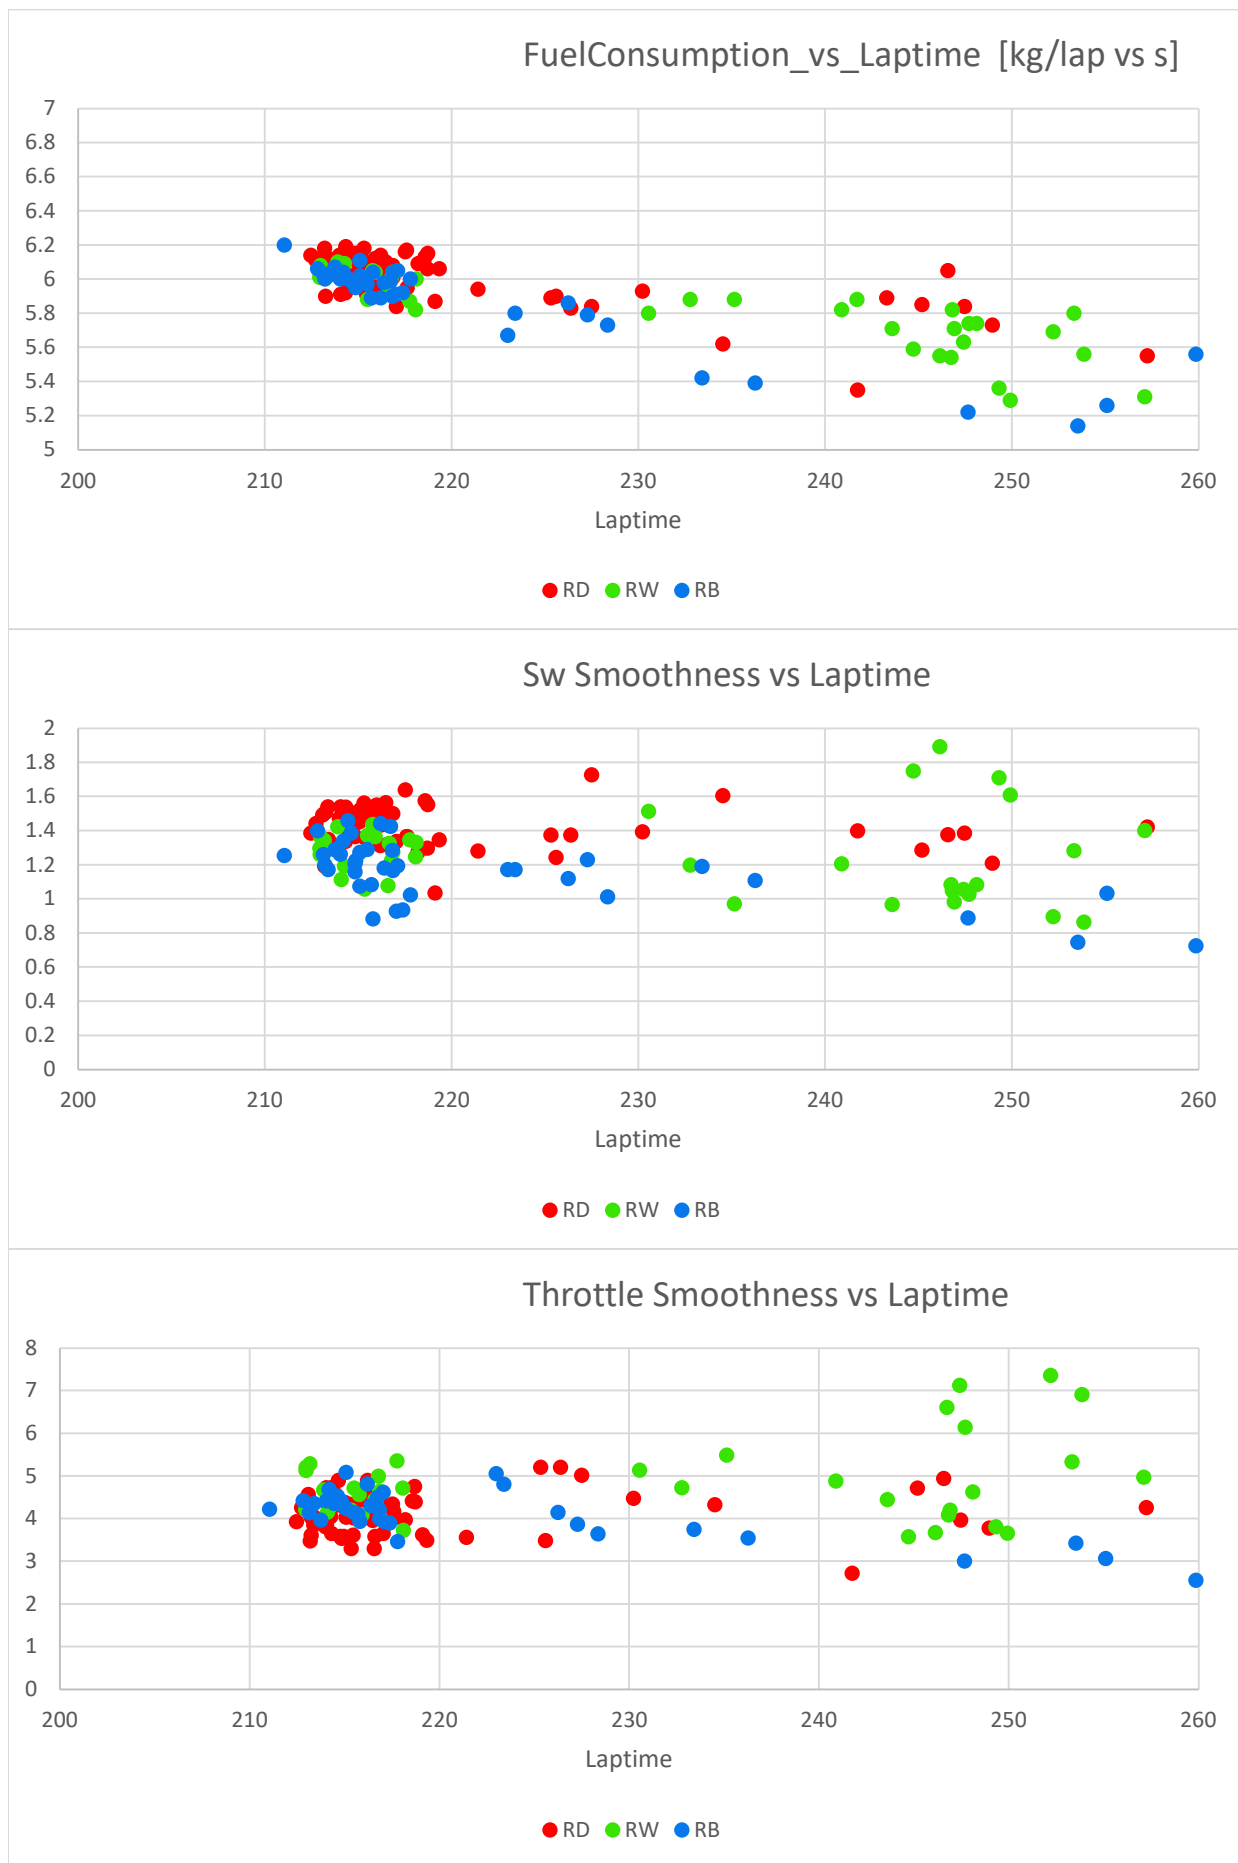 FuelConsumption_vs_Laptime  [kg/lap vs s]
7
6.8
6.6
6.4
6.2
6
5.8
5.6
5.4
5.2
5
200 210 220 230 240 250 260
Laptime
RD RW RB
Sw Smoothness vs Laptime
2
1.8
1.6
1.4
1.2
1
0.8
0.6
0.4
0.2
0
200 210 220 230 240 250 260
Laptime
RD RW RB
Throttle Smoothness vs Laptime
8
7
6
5
4
3
2
1
0
200 210 220 230 240 250 260
Laptime
RD RW RB